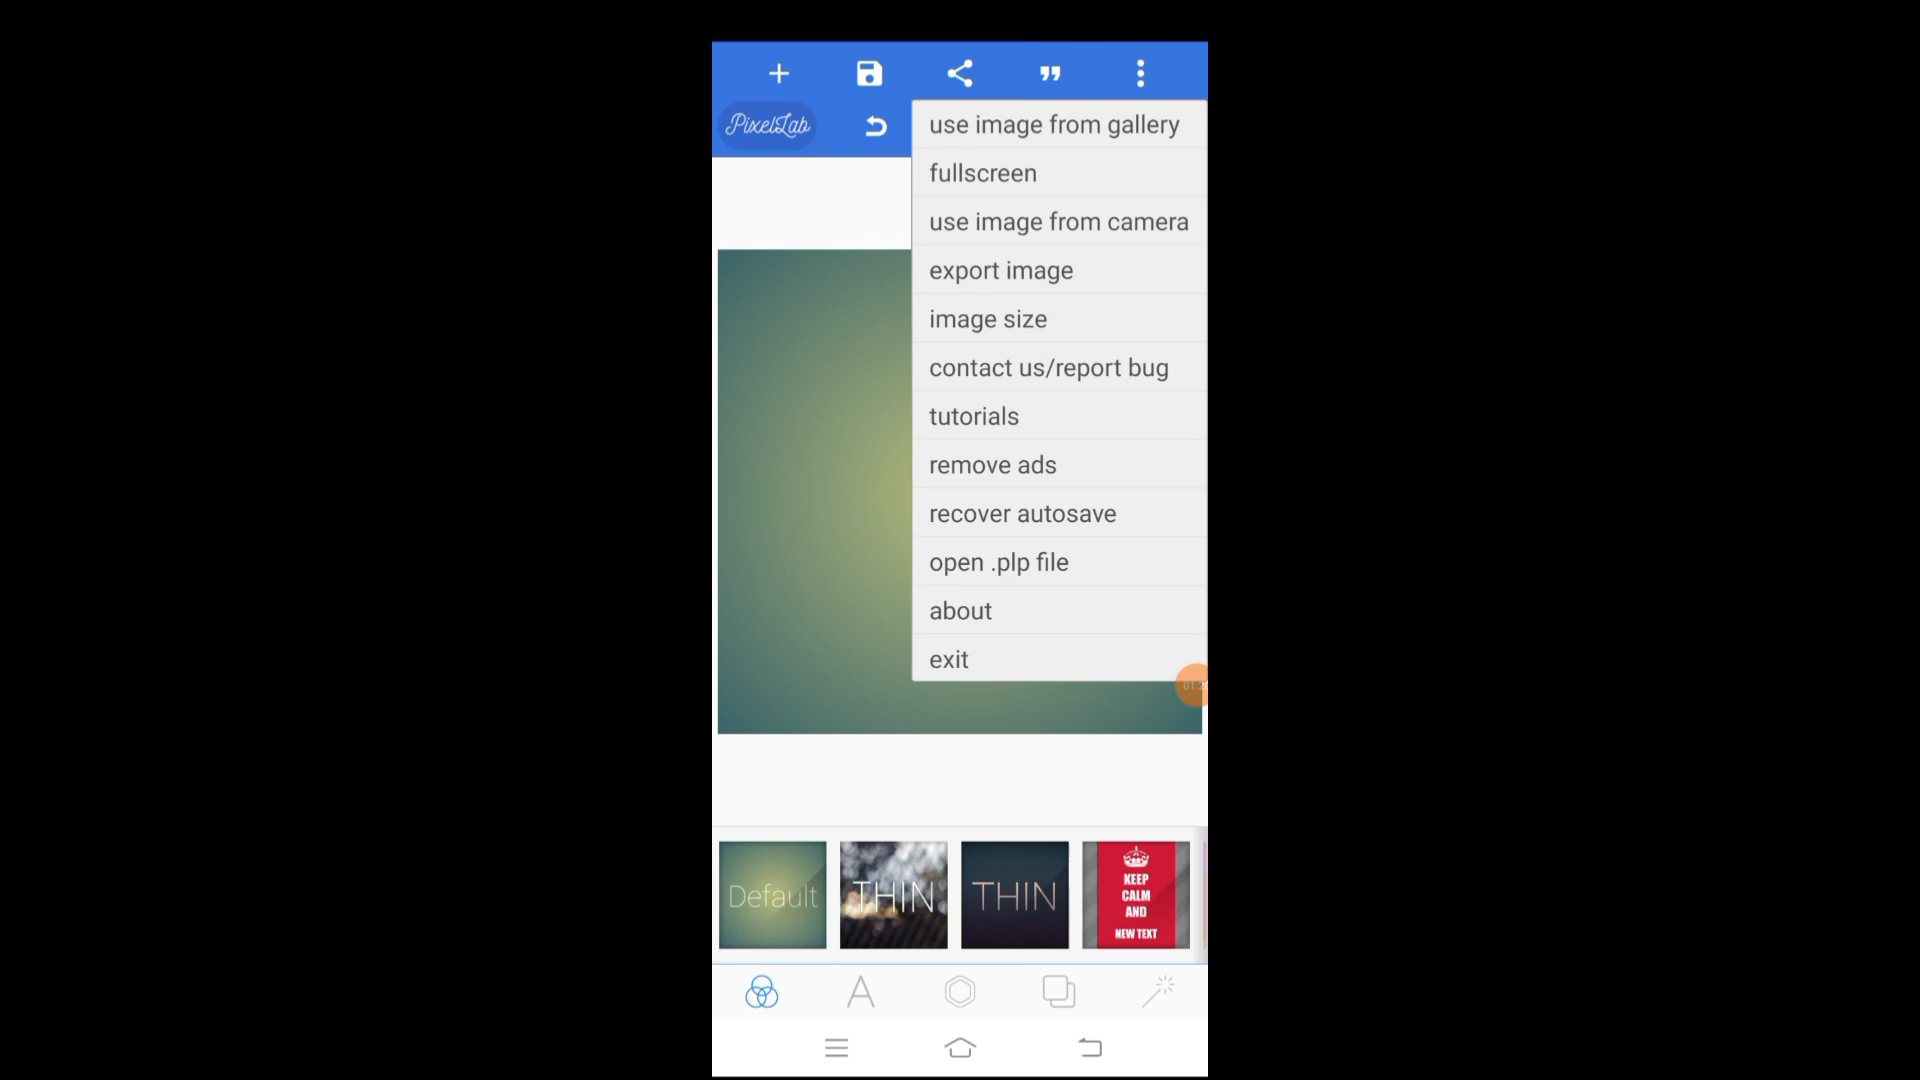 PixelLab
use image from gallery
fullscreen
use image from camera
export image
image size
contact us/report bug
tutorials
remove ads
recover autosave
open .plp file
about
exit
Default
THIN
THIN
KEEP
CALM
AND
NEW TEXT